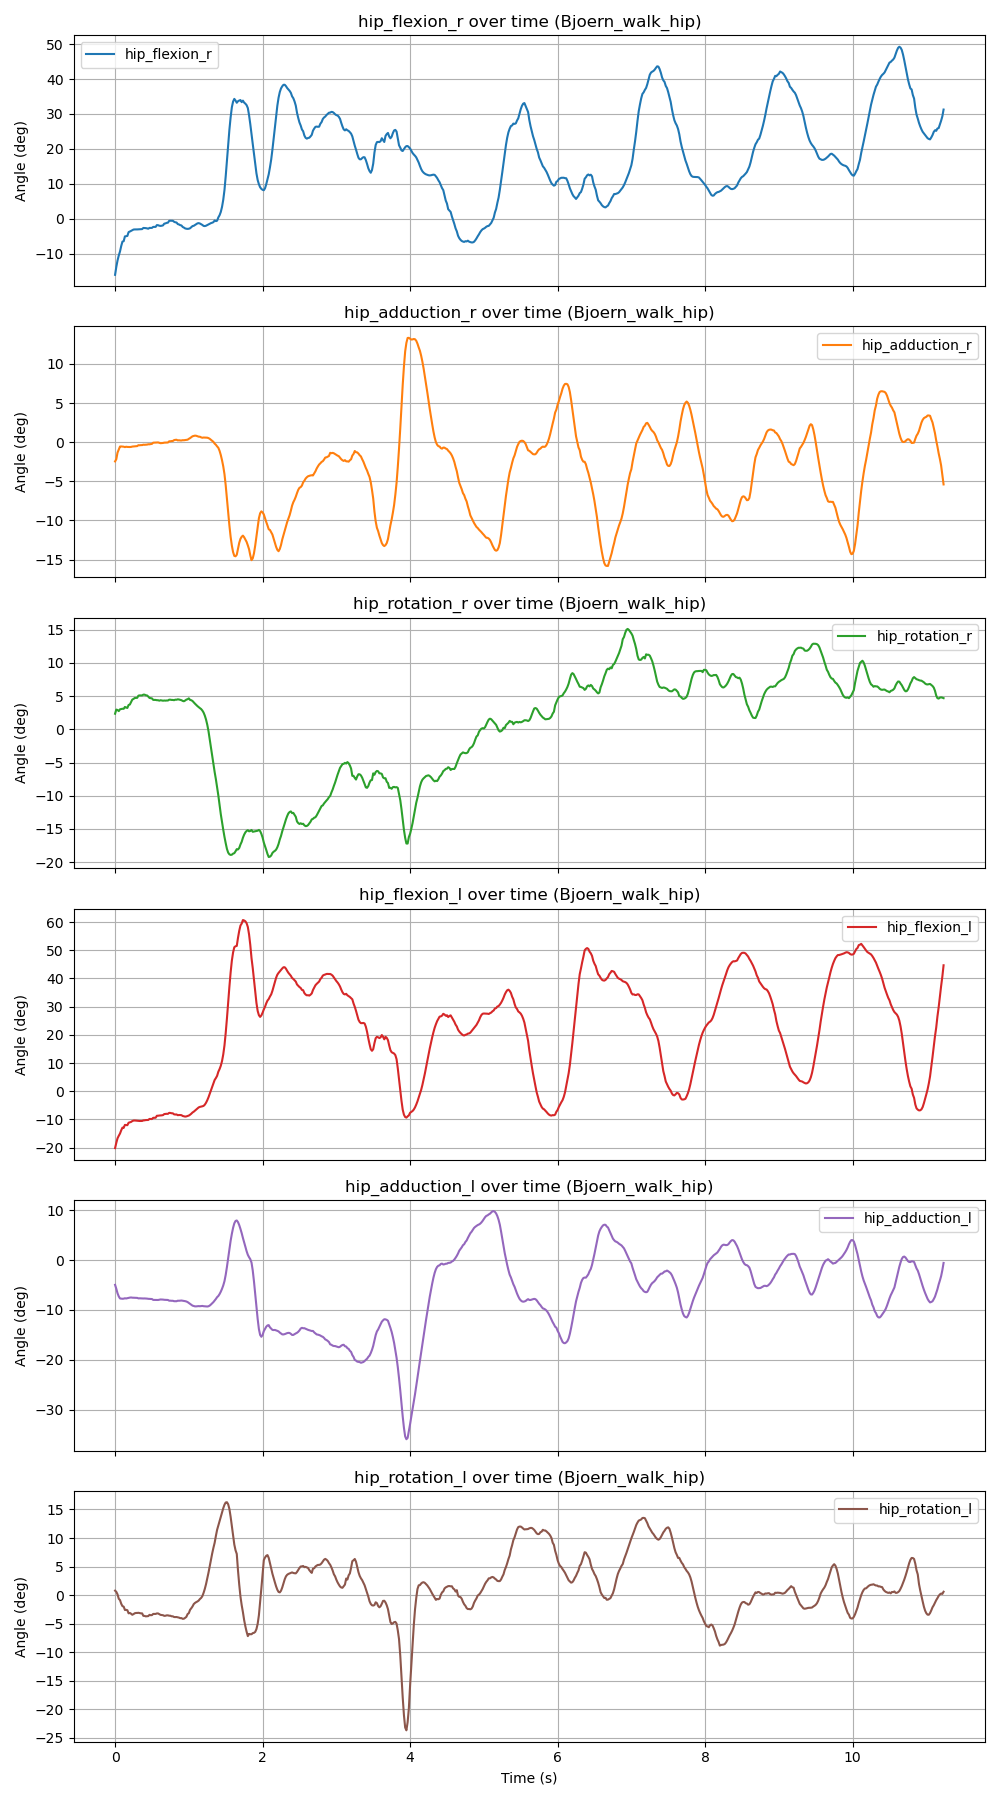 hip_flexion_r over time (Bjoern_walk_hip)
hip_flexion_r
50
40
30
20
10
0
−10
Angle (deg)
hip_adduction_r over time (Bjoern_walk_hip)
hip_adduction_r
10
5
0
−5
−10
−15
Angle (deg)
hip_rotation_r over time (Bjoern_walk_hip)
hip_rotation_r
15
10
5
0
−5
−10
−15
−20
Angle (deg)
hip_flexion_l over time (Bjoern_walk_hip)
hip_flexion_l
60
50
40
30
20
10
0
−10
−20
Angle (deg)
hip_adduction_l over time (Bjoern_walk_hip)
hip_adduction_l
10
0
−10
−20
−30
Angle (deg)
hip_rotation_l over time (Bjoern_walk_hip)
hip_rotation_l
15
10
5
0
−5
−10
−15
−20
−25
Angle (deg)
0 2 4 6 8 10
Time (s)